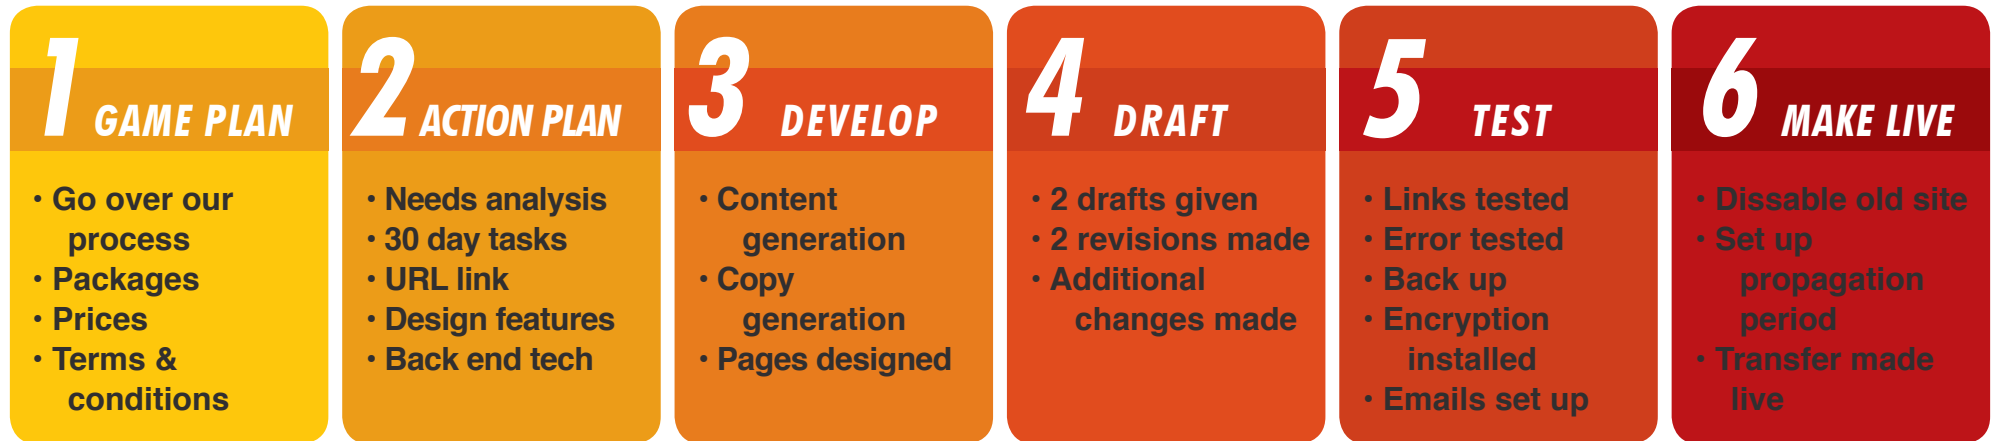 1 GAME PLAN
• Go over our
process
• Packages
• Prices
• Terms &
conditions
2 ACTION PLAN
• Needs analysis
• 30 day tasks
• URL link
• Design features
• Back end tech
3 DEVELOP
• Content
generation
• Copy
generation
• Pages designed
4 DRAFT
• 2 drafts given
• 2 revisions made
• Additional
changes made
5 TEST
• Links tested
• Error tested
• Back up
• Encryption
installed
• Emails set up
6 MAKE LIVE
• Dissable old site
• Set up
propagation
period
• Transfer made
live